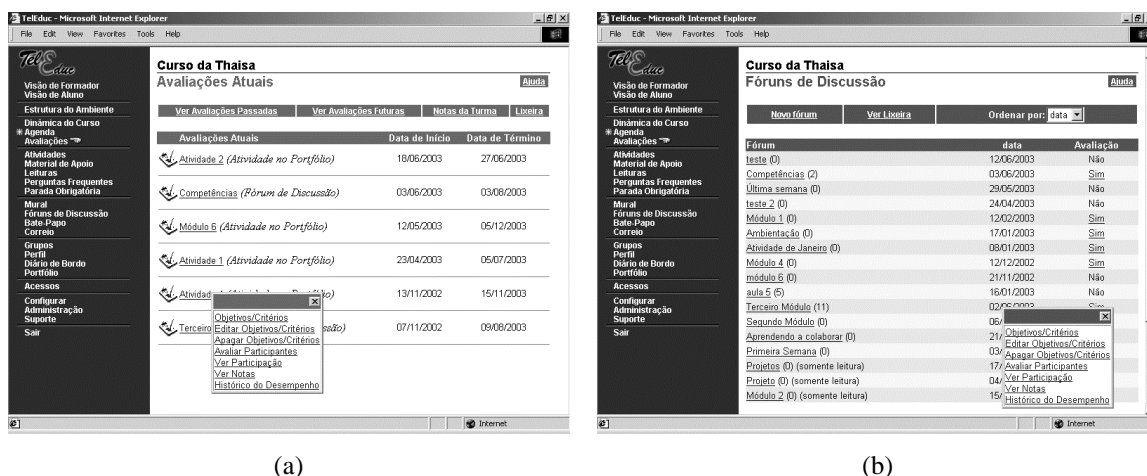 TelEduc - Microsoft Internet Explorer
File Edit View Favorites Tools Help
TelEduc
Visão de Formador
Visão de Aluno
Estrutura do Ambiente
Dinâmica do Curso
Agenda
Avaliações
Atividades
Material de Apoio
Leituras
Perguntas Frequentes
Parada Obrigatória
Mural
Fóruns de Discussão
Bate-Papo
Correio
Grupos
Perfil
Diário de Bordo
Portfólio
Acessos
Configurar
Administração
Suporte
Sair
Curso da Thaisa
Avaliações Atuais Ajuda
Ver Avaliações Passadas Ver Avaliações Futuras Notas da Turma Lixeira
Avaliações Atuais Data de Início Data de Término
Atividade 2 (Atividade no Portfólio) 18/06/2003 27/06/2003
Competências (Fórum de Discussão) 03/06/2003 03/08/2003
Módulo 6 (Atividade no Portfólio) 12/05/2003 05/12/2003
Atividade 1 (Atividade no Portfólio) 23/04/2003 05/07/2003
13/11/2002 15/11/2003
Terceiro 07/11/2002 09/08/2003
Objetivos/Critérios
Editar Objetivos/Critérios
Apagar Objetivos/Critérios
Avaliar Participantes
Ver Participação
Ver Notas
Histórico do Desempenho
Internet
(a)
TelEduc - Microsoft Internet Explorer
File Edit View Favorites Tools Help
TelEduc
Visão de Formador
Visão de Aluno
Estrutura do Ambiente
Dinâmica do Curso
Agenda
Avaliações
Atividades
Material de Apoio
Leituras
Perguntas Frequentes
Parada Obrigatória
Mural
Fóruns de Discussão
Bate-Papo
Correio
Grupos
Perfil
Diário de Bordo
Portfólio
Acessos
Configurar
Administração
Suporte
Sair
Curso da Thaisa
Fóruns de Discussão Ajuda
Novo fórum Ver Lixeira Ordenar por: data
Fórum data Avaliação
teste (0) 12/06/2003 Não
Competências (2) 03/06/2003 Sim
Última semana (0) 29/05/2003 Não
teste 2 (0) 24/04/2003 Não
Módulo 1 (0) 12/02/2003 Sim
Ambientação (0) 17/01/2003 Sim
Atividade de Janeiro (0) 08/01/2003 Sim
Módulo 4 (0) 12/12/2002 Sim
módulo 6 (0) 21/11/2002 Não
aula 5 (5) 16/01/2003 Não
Terceiro Módulo (11)
Segundo Módulo (0) 06/
Aprendendo a colaborar (0) 21/
Primeira Semana (0) 03/
Projetos (0) (somente leitura) 17/
Projeto (0) (somente leitura) 04/
Módulo 2 (0) (somente leitura) 15/
Objetivos/Critérios
Editar Objetivos/Critérios
Apagar Objetivos/Critérios
Avaliar Participantes
Ver Participação
Ver Notas
Histórico do Desempenho
Internet
(b)